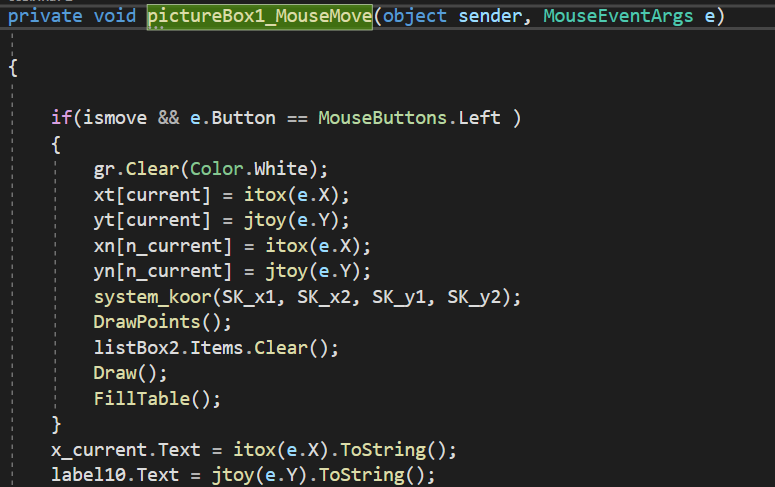 private void pictureBox1_MouseMove(object sender, MouseEventArgs e)
{
if(ismove && e.Button == MouseButtons.Left )
{
gr.Clear(Color.White);
xt[current] = itox(e.X);
yt[current] = jtoy(e.Y);
xn[n_current] = itox(e.X);
yn[n_current] = jtoy(e.Y);
system_koor(SK_x1, SK_x2, SK_y1, SK_y2);
DrawPoints();
listBox2.Items.Clear();
Draw();
FillTable();
}
x_current.Text = itox(e.X).ToString();
label10.Text = jtoy(e.Y).ToString();